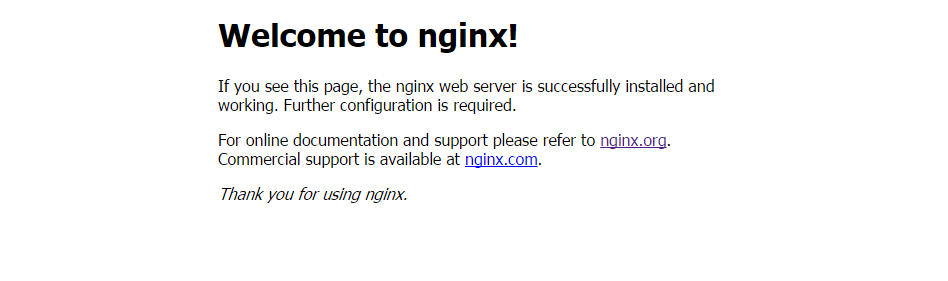 Welcome to nginx!
If you see this page, the nginx web server is successfully installed and
working. Further configuration is required.
For online documentation and support please refer to nginx.org.
Commercial support is available at nginx.com.
Thank you for using nginx.